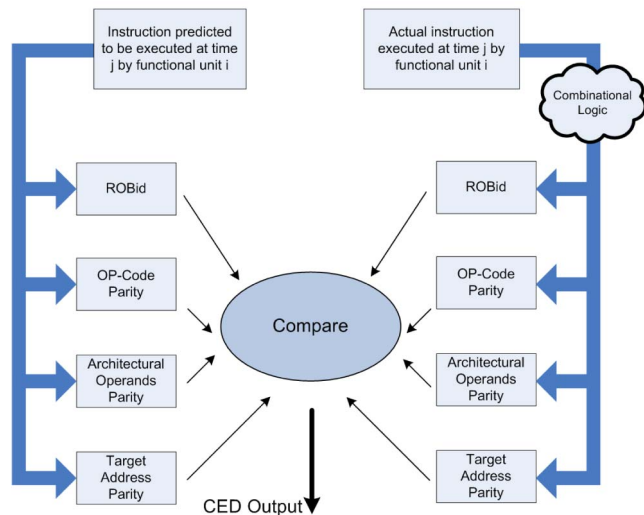 Instruction predicted
to be executed at time
j by functional unit i
Actual instruction
executed at time j by
functional unit i
Combinational
Logic
ROBid
OP-Code
Parity
Architectural
Operands
Parity
Target
Address
Parity
Compare
ROBid
OP-Code
Parity
Architectural
Operands
Parity
Target
Address
Parity
CED Output